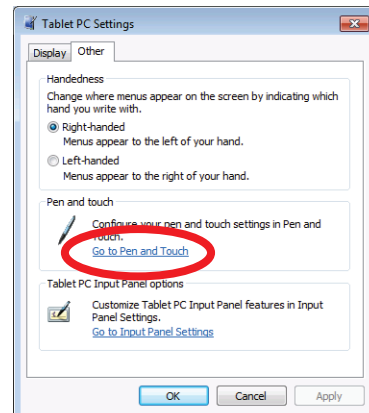 Tablet PC Settings
Display Other
Handedness
Change where menus appear on the screen by indicating which
hand you write with.
Right-handed
Menus appear to the left of your hand.
Left-handed
Menus appear to the right of your hand.
Pen and touch
Configure your pen and touch settings in Pen and
Touch.
Go to Pen and Touch
Tablet PC Input Panel options
Customize Tablet PC Input Panel features in Input
Panel Settings.
Go to Input Panel Settings
OK Cancel Apply